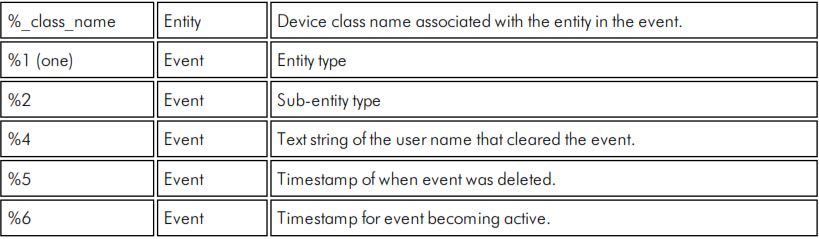 %_class_name Entity Device class name associated with the entity in the event.
%1 (one) Event Entity type
%2 Event Sub-entity type
%4 Event Text string of the user name that cleared the event.
%5 Event Timestamp of when event was deleted.
%6 Event Timestamp for event becoming active.